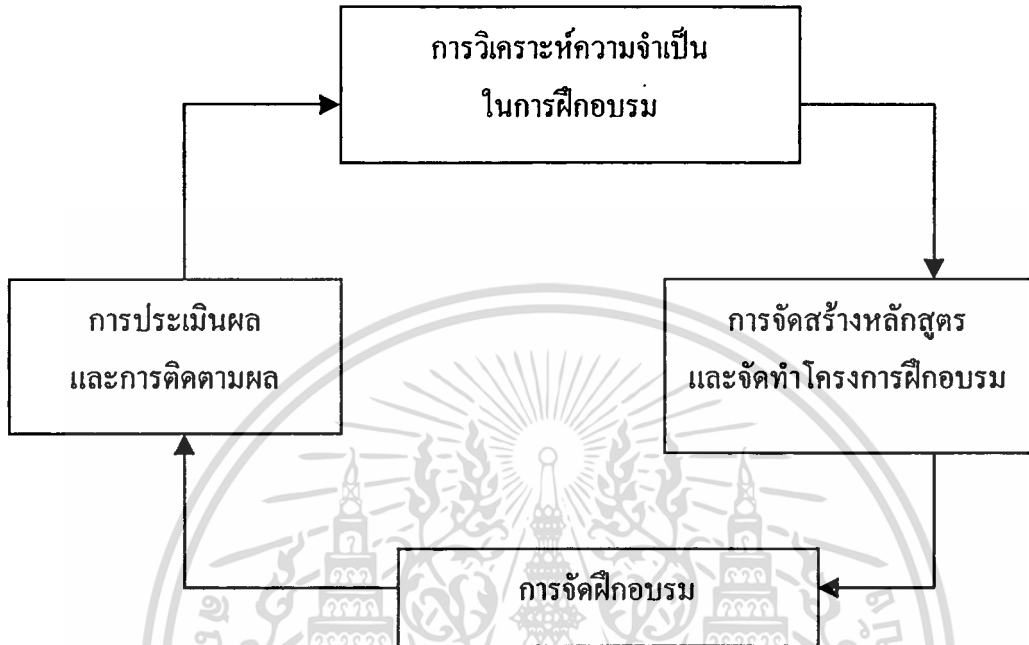 การวิเคราะห์ความจำเป็น
ในการฝึกอบรม
การจัดสร้างหลักสูตร
และจัดทำโครงการฝึกอบรม
การจัดฝึกอบรม
การประเมินผล
และการติดตามผล